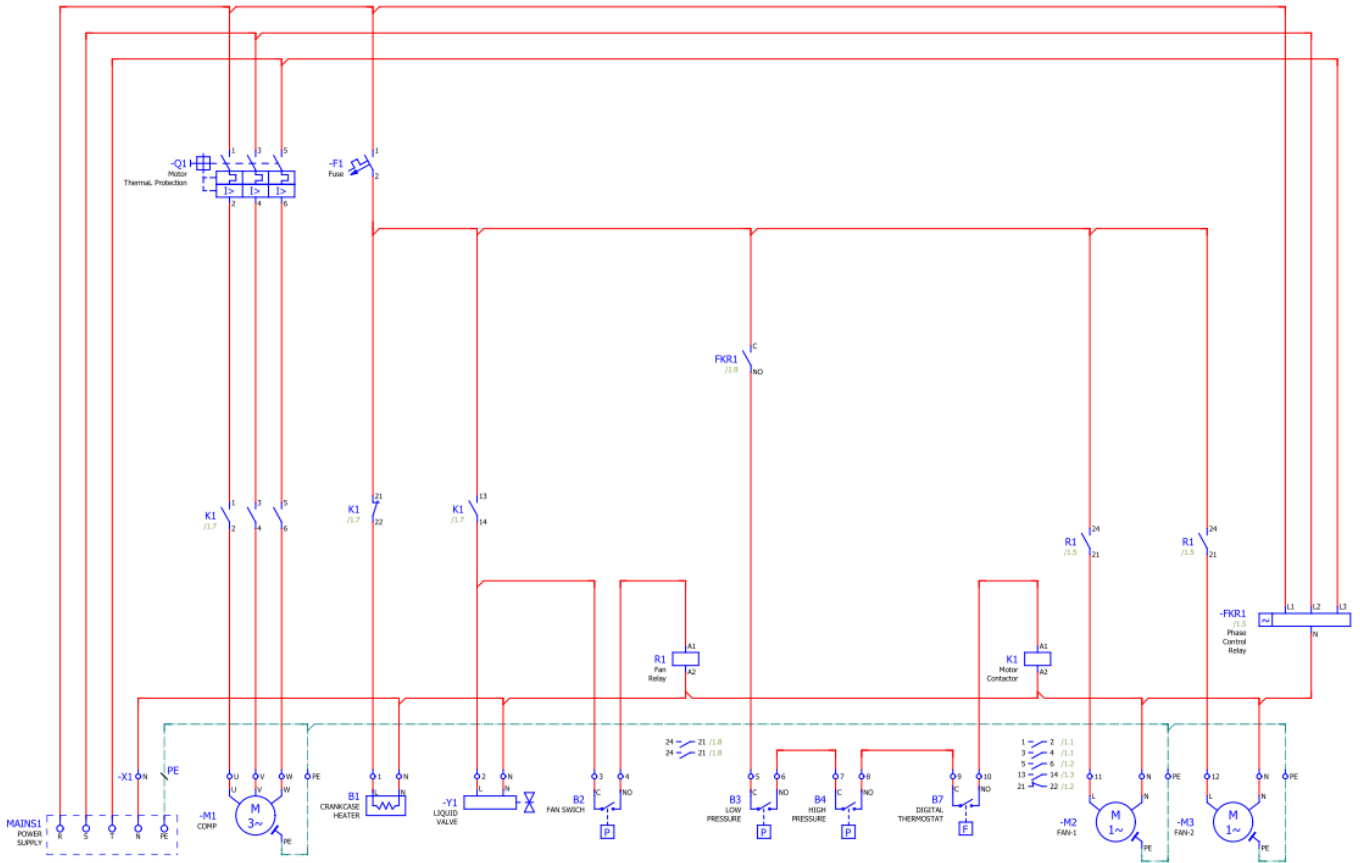 1 3 5
-Q1
Motor
Thermal. Protection
I> I> I>
2 4 6
1
-F1
Fuse
2
C
FKR1
/1.9
NO
1 3 5
K1
/1.7
2 4 6
21
K1
/1.7
22
13
K1
/1.7
14
24
R1
/1.5
21
24
R1
/1.5
21
L1 L2 L3
-FKR1
/1.5
~
Phase
Control
Relay
N
A1
R1
Fan
Relay
A2
A1
K1
Motor
Contactor
A2
24 21 /1.8
24 21 /1.8
1 2 /1.1
3 4 /1.1
5 6 /1.2
13 14 /1.3
21 22 /1.2
-X1 N PE
U V W PE
1 N
2 N
3 4
5 6
7 8
9 10
11 N PE
12 N PE
MAINS1
POWER
SUPPLY
R S T N PE
U V W
-M1
COMP
M
3~
PE
L N
B1
CRANKCASE
HEATER
L N
-Y1
LIQUID
VALVE
C NO
B2
FAN SWICH
P
C NO
B3
LOW
PRESSURE
P
C NO
B4
HIGH
PRESSURE
P
C NO
B7
DIGITAL
THERMOSTAT
F
L N
-M2
FAN-1
M
1~
PE
L N
-M3
FAN-2
M
1~
PE